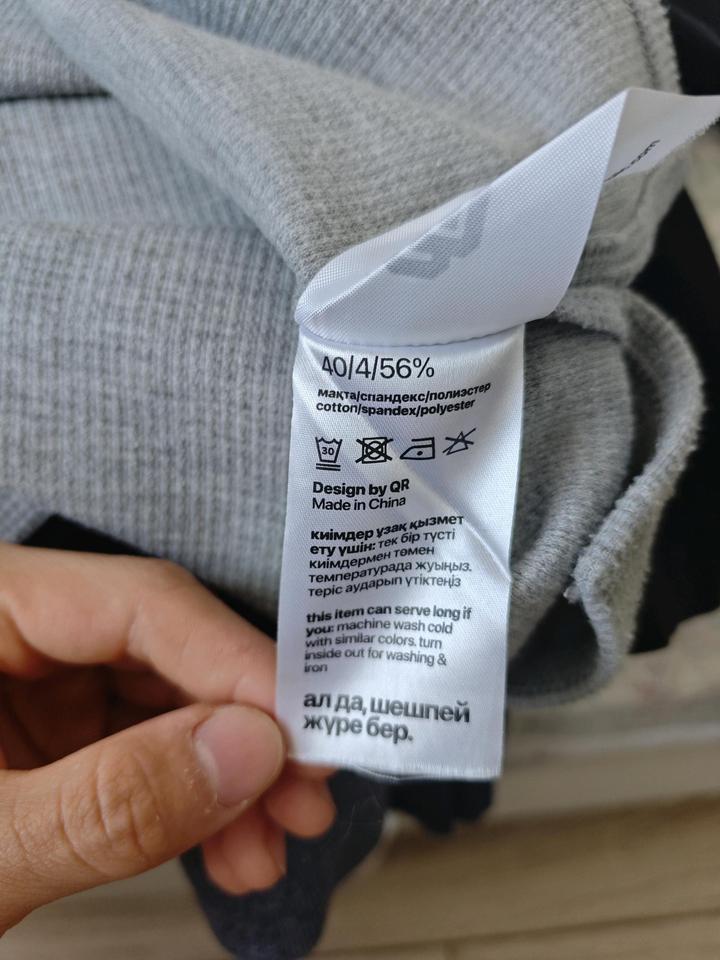 40/4/56%
мақта/спандекс/полиэстер
cotton/spandex/polyester
30
Design by QR
Made in China
киімдер ұзақ қызмет
ету үшін: тек бір түсті
киімдермен төмен
температурада жуыңыз.
теріс аударып үтіктеңіз
this item can serve long if
you: machine wash cold
with similar colors. turn
inside out for washing &
iron
ал да, шешпей
жүре бер.